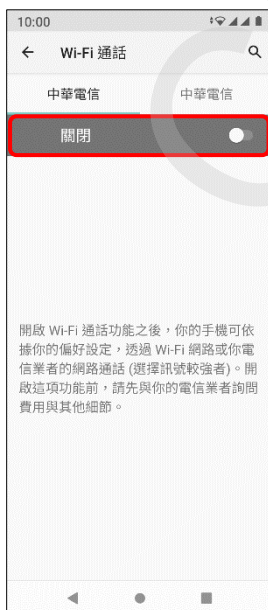 10:00
Wi-Fi 通話
中華電信 中華電信
關閉
開啟 Wi-Fi 通話功能之後，你的手機可依
據你的偏好設定，透過 Wi-Fi 網路或你電
信業者的網路通話 (選擇訊號較強者)。開
啟這項功能前，請先與你的電信業者詢問
費用與其他細節。